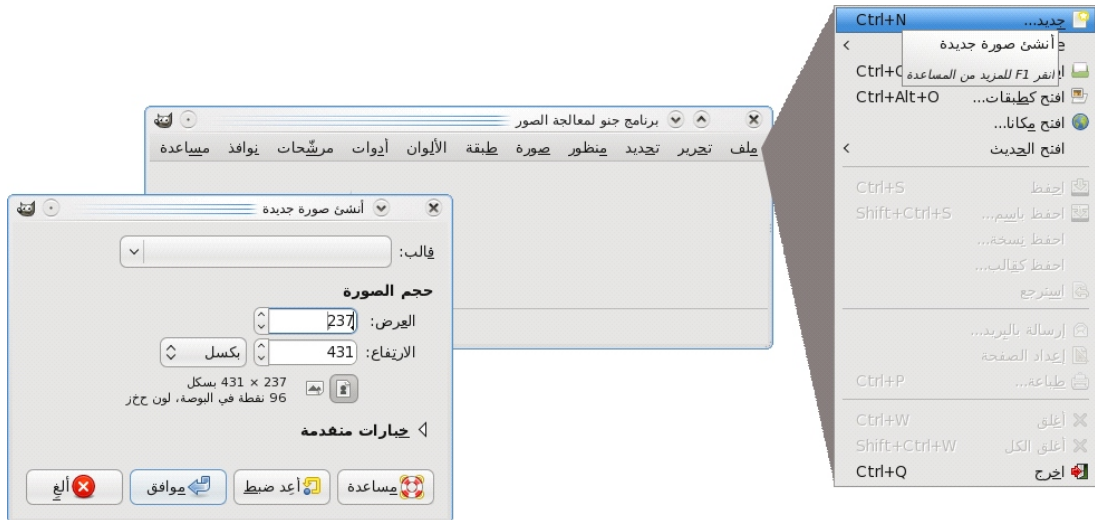 جديد... Ctrl+N
أنشئ صورة جديدة
انقر F1 للمزيد من المساعدة
افتح كطبقات... Ctrl+Alt+O
افتح مكانا...
افتح الحديث
احفظ Ctrl+S
احفظ باسم... Shift+Ctrl+S
احفظ نسخة...
احفظ كقالب...
استرجع
إرسالة بالبريد...
إعداد الصفحة
طباعة... Ctrl+P
أغلق Ctrl+W
أغلق الكل Shift+Ctrl+W
اخرج Ctrl+Q
برنامج جنو لمعالجة الصور
ملف تحرير تحديد منظور صورة طبقة الألوان أدوات مرشّحات نوافذ مساعدة
أنشئ صورة جديدة
قالب:
حجم الصورة
العرض: 237
الارتفاع: 431 بكسل
237 × 431 بسكل
96 نقطة في البوصة، لون حخز
خيارات متقدمة
مساعدة أعِد ضبط موافق ألغِ